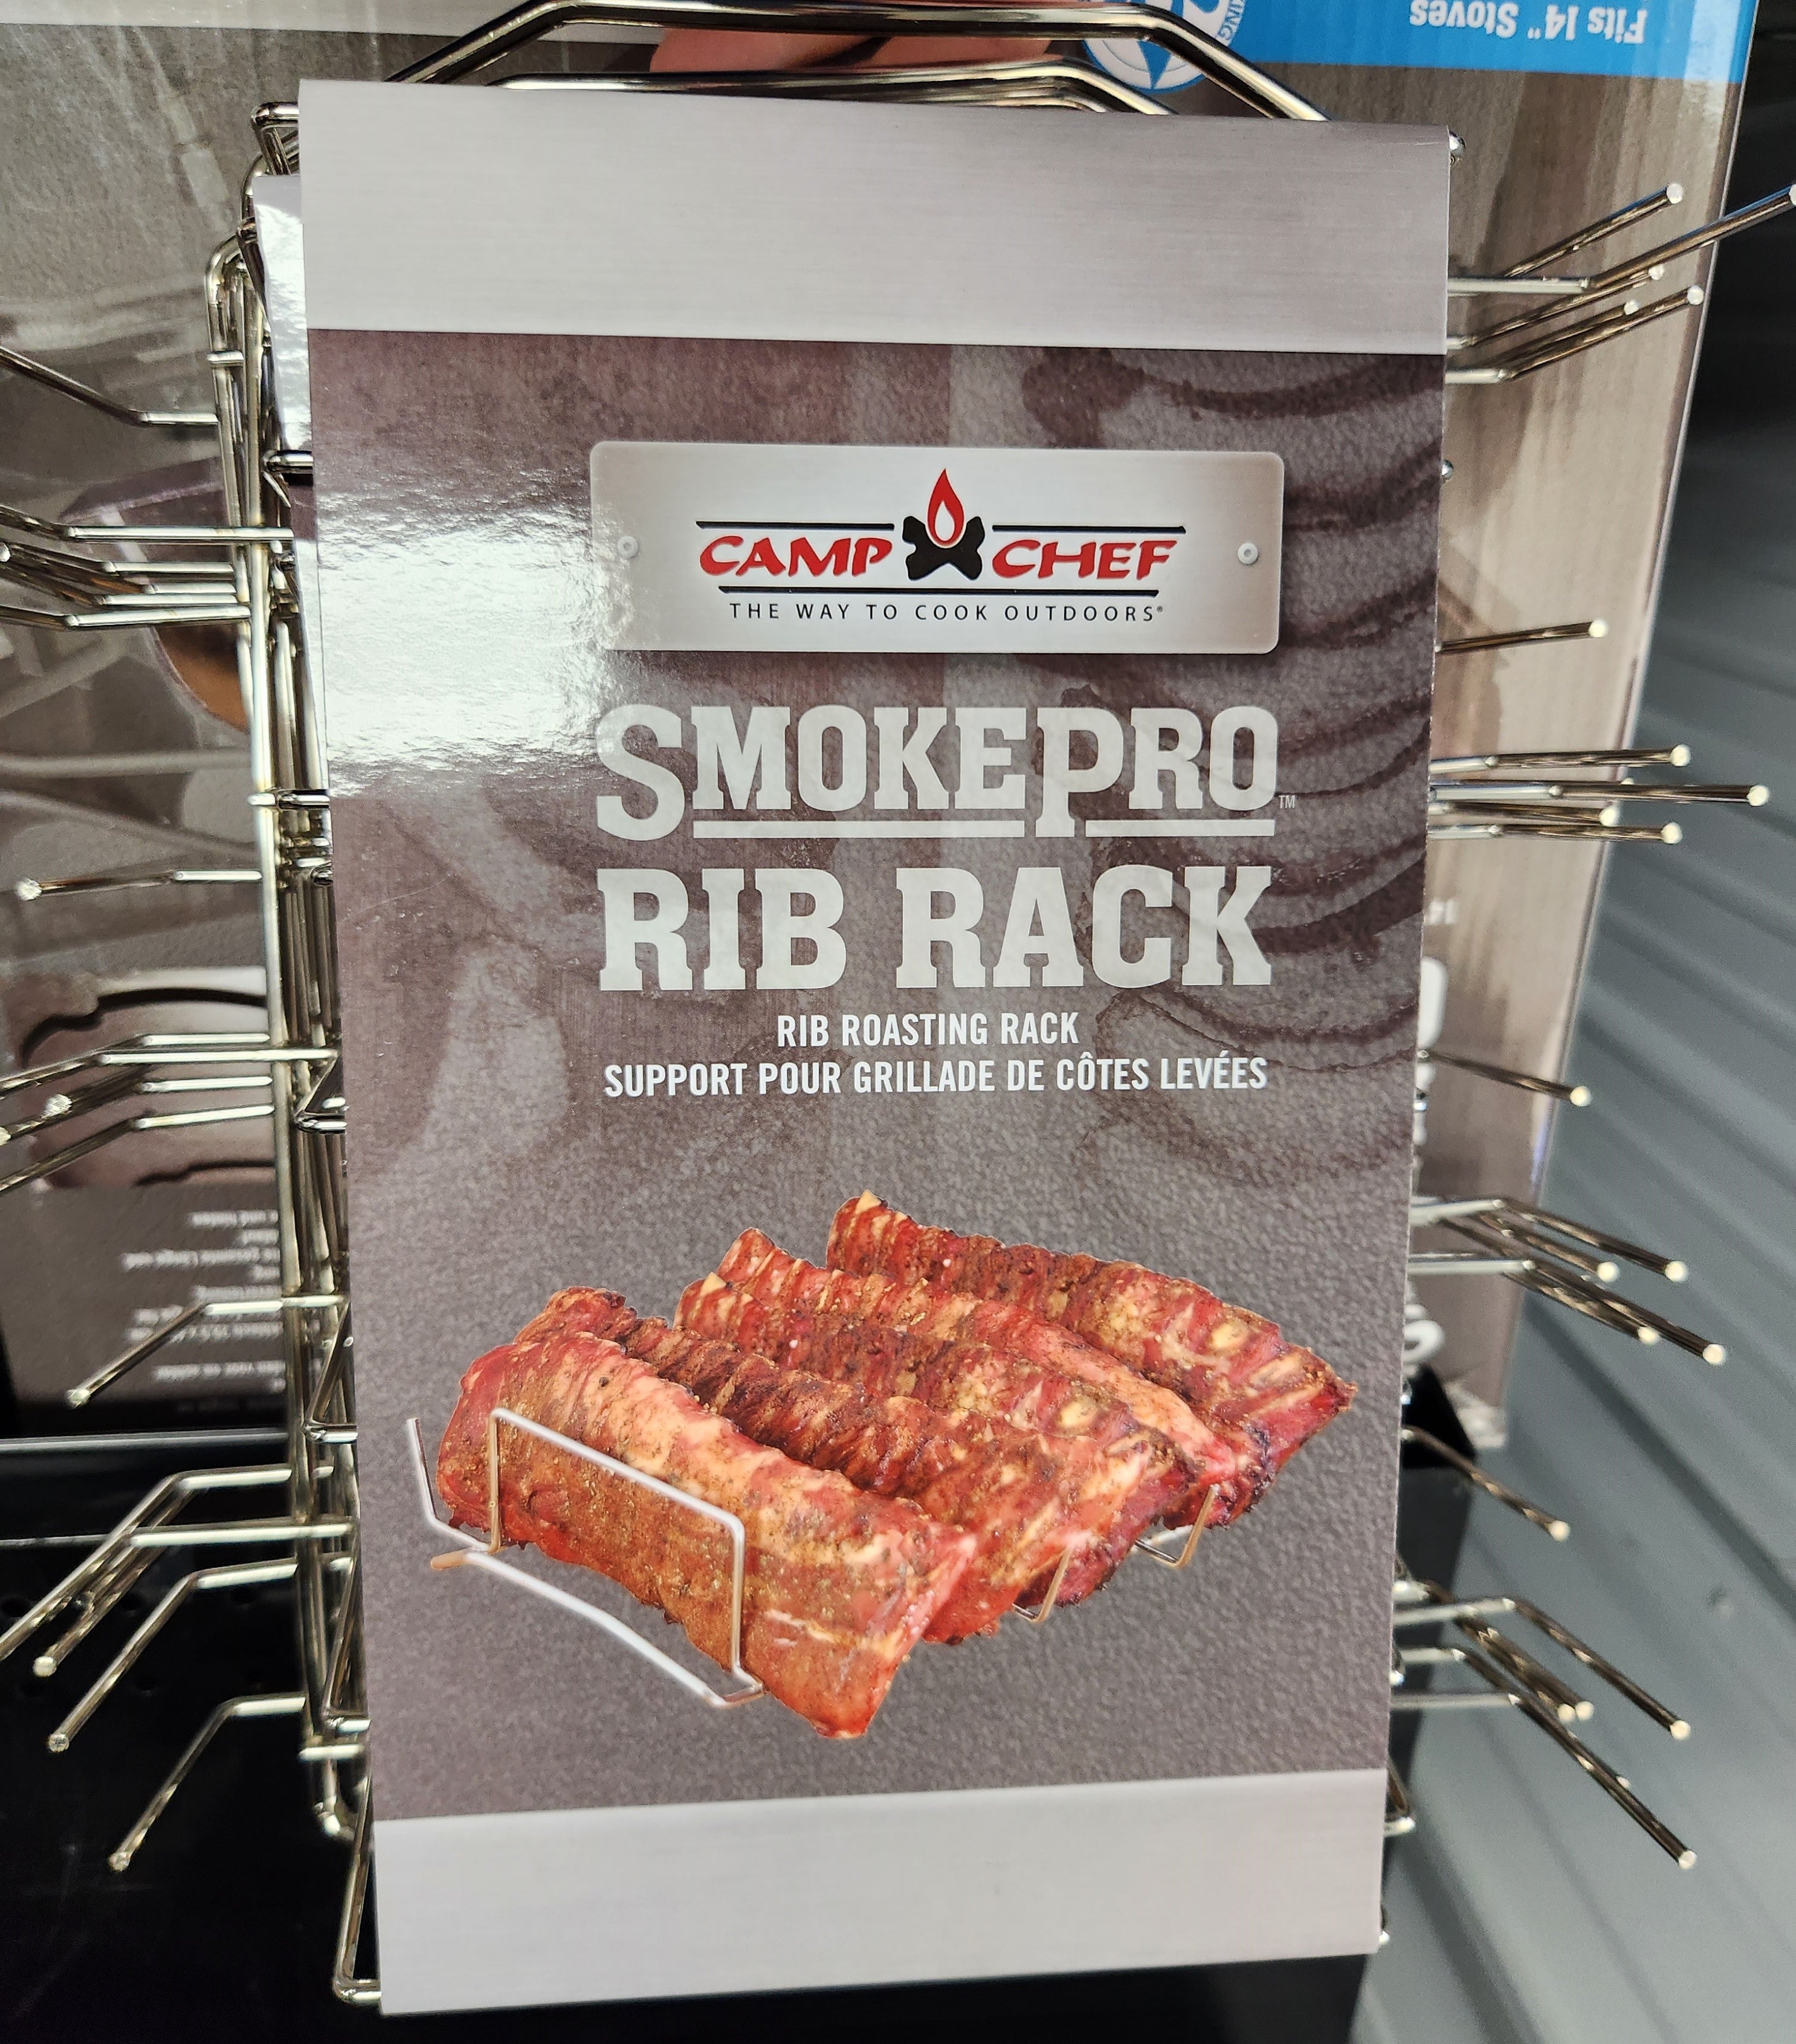 Fits 14" Stoves
CAMP CHEF
THE WAY TO COOK OUTDOORS®
SMOKEPRO™
RIB RACK
RIB ROASTING RACK
SUPPORT POUR GRILLADE DE CÔTES LEVÉES